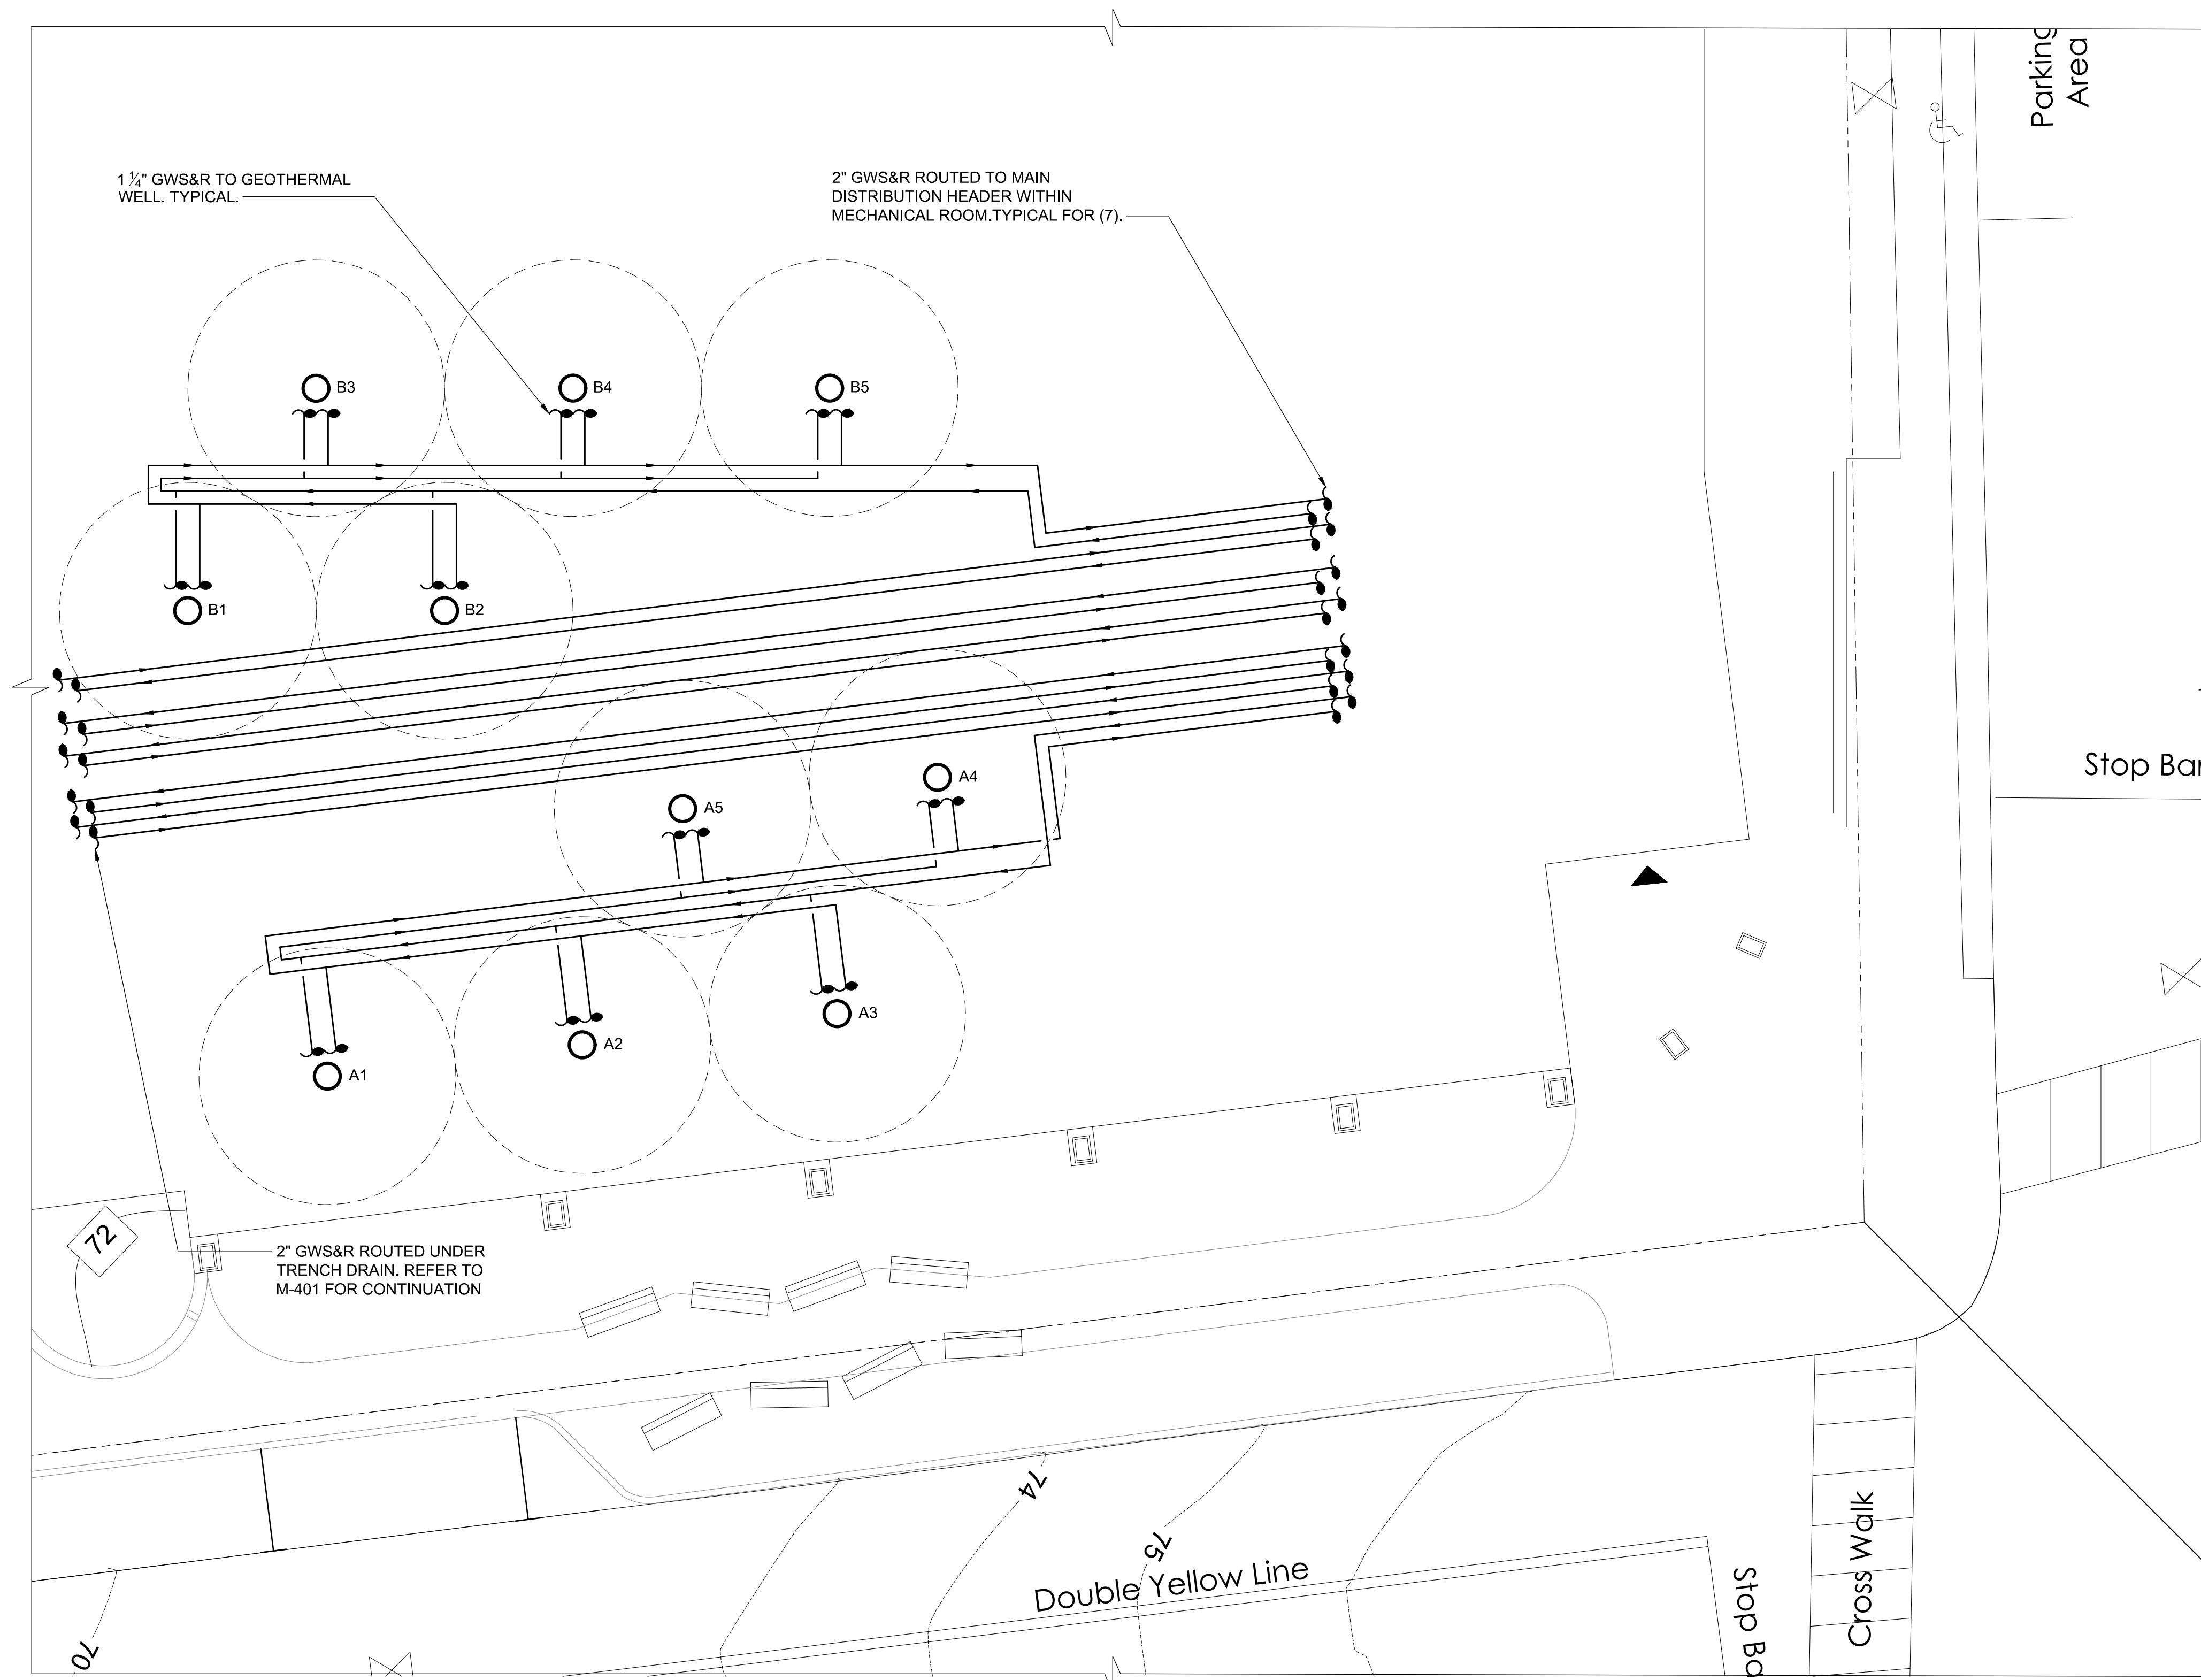 Parking
Area
1 1/4" GWS&R TO GEOTHERMAL
WELL. TYPICAL.
2" GWS&R ROUTED TO MAIN
DISTRIBUTION HEADER WITHIN
MECHANICAL ROOM.TYPICAL FOR (7).
B3
B4
B5
B1
B2
Stop Bar
A5
A4
A3
A2
A1
72
2" GWS&R ROUTED UNDER
TRENCH DRAIN. REFER TO
M-401 FOR CONTINUATION
74
75
70
Double Yellow Line
Stop Ba
Cross Walk